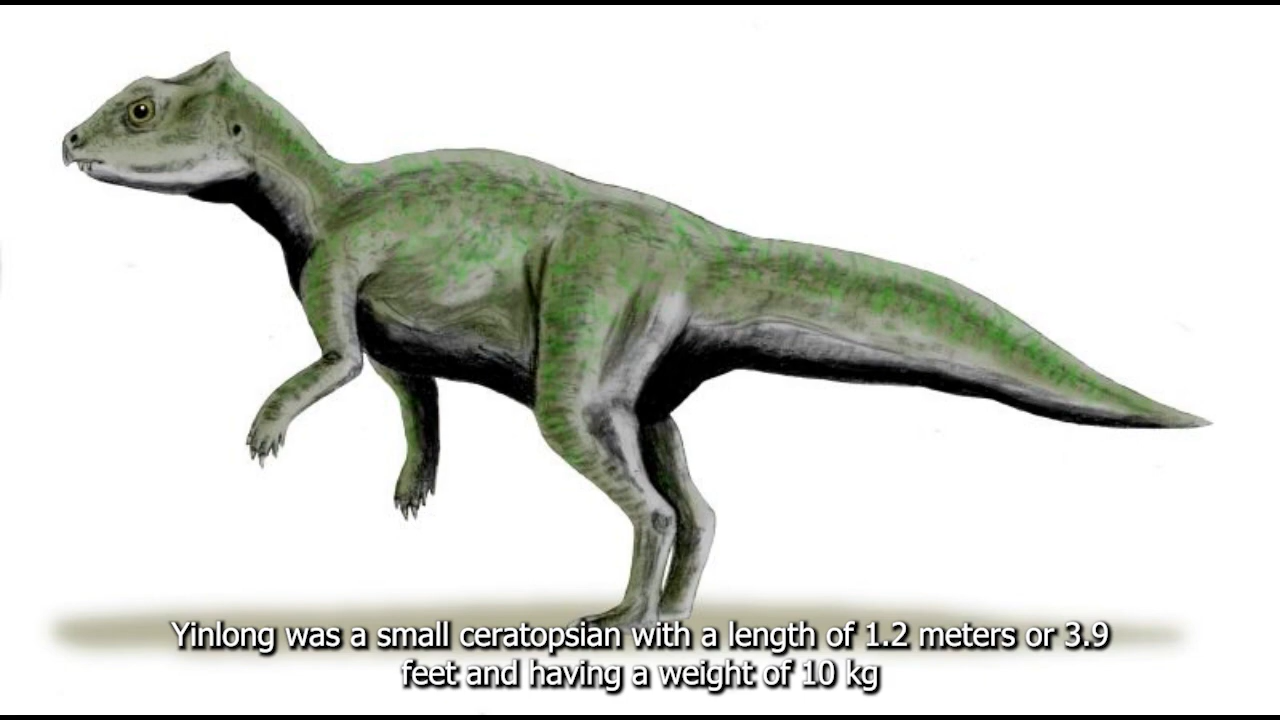 Yinlong was a small ceratopsian with a length of 1.2 meters or 3.9
feet and having a weight of 10 kg